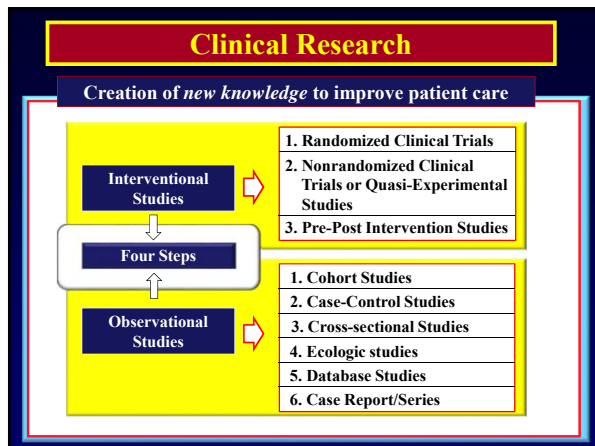 Clinical Research
Creation of new knowledge to improve patient care
Interventional
Studies
1. Randomized Clinical Trials
2. Nonrandomized Clinical
Trials or Quasi-Experimental
Studies
3. Pre-Post Intervention Studies
Four Steps
Observational
Studies
1. Cohort Studies
2. Case-Control Studies
3. Cross-sectional Studies
4. Ecologic studies
5. Database Studies
6. Case Report/Series